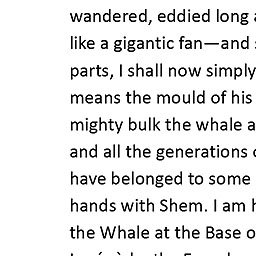 wandered, eddied long
like a gigantic fan—and
parts, I shall now simply
means the mould of his
mighty bulk the whale a
and all the generations
have belonged to some
hands with Shem. I am
the Whale at the Base o